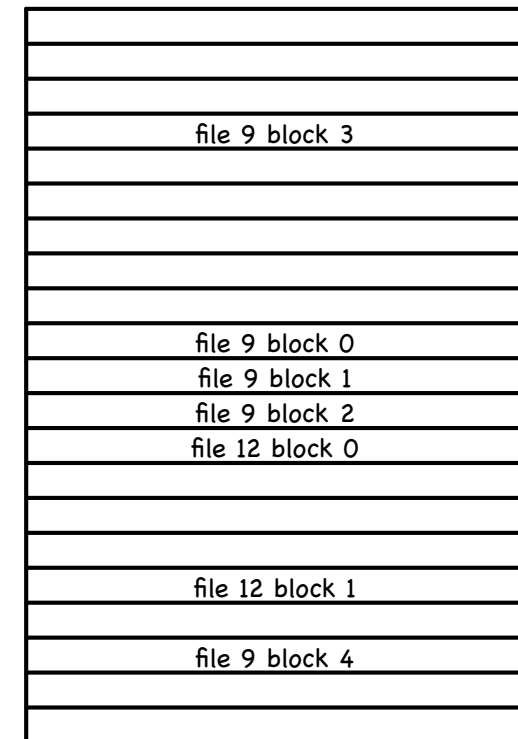 file 9 block 3
file 9 block 0
file 9 block 1
file 9 block 2
file 12 block 0
file 12 block 1
file 9 block 4